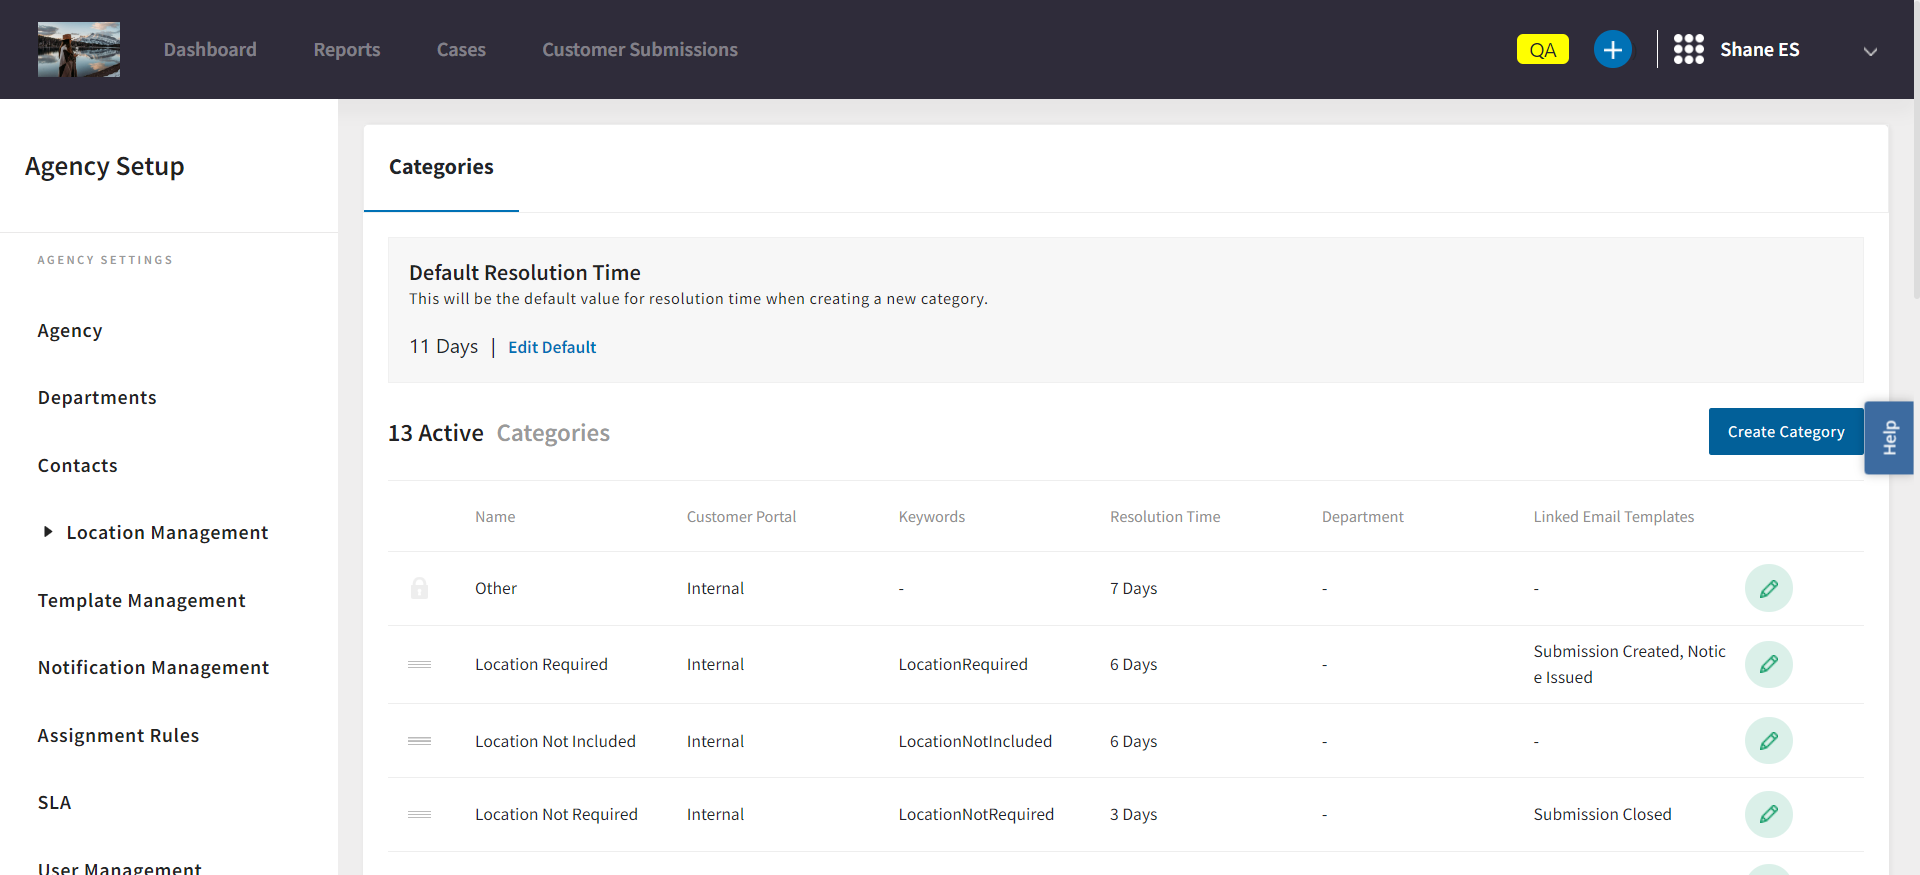 Dashboard Reports Cases Customer Submissions QA Shane ES
Agency Setup
AGENCY SETTINGS
Agency
Departments
Contacts
Location Management
Template Management
Notification Management
Assignment Rules
SLA
User Management
Categories
Default Resolution Time
This will be the default value for resolution time when creating a new category.
11 Days | Edit Default
13 Active Categories
Create Category
Help
Name Customer Portal Keywords Resolution Time Department Linked Email Templates
Other Internal - 7 Days - -
Location Required Internal LocationRequired 6 Days - Submission Created, Notic
e Issued
Location Not Included Internal LocationNotIncluded 6 Days - -
Location Not Required Internal LocationNotRequired 3 Days - Submission Closed